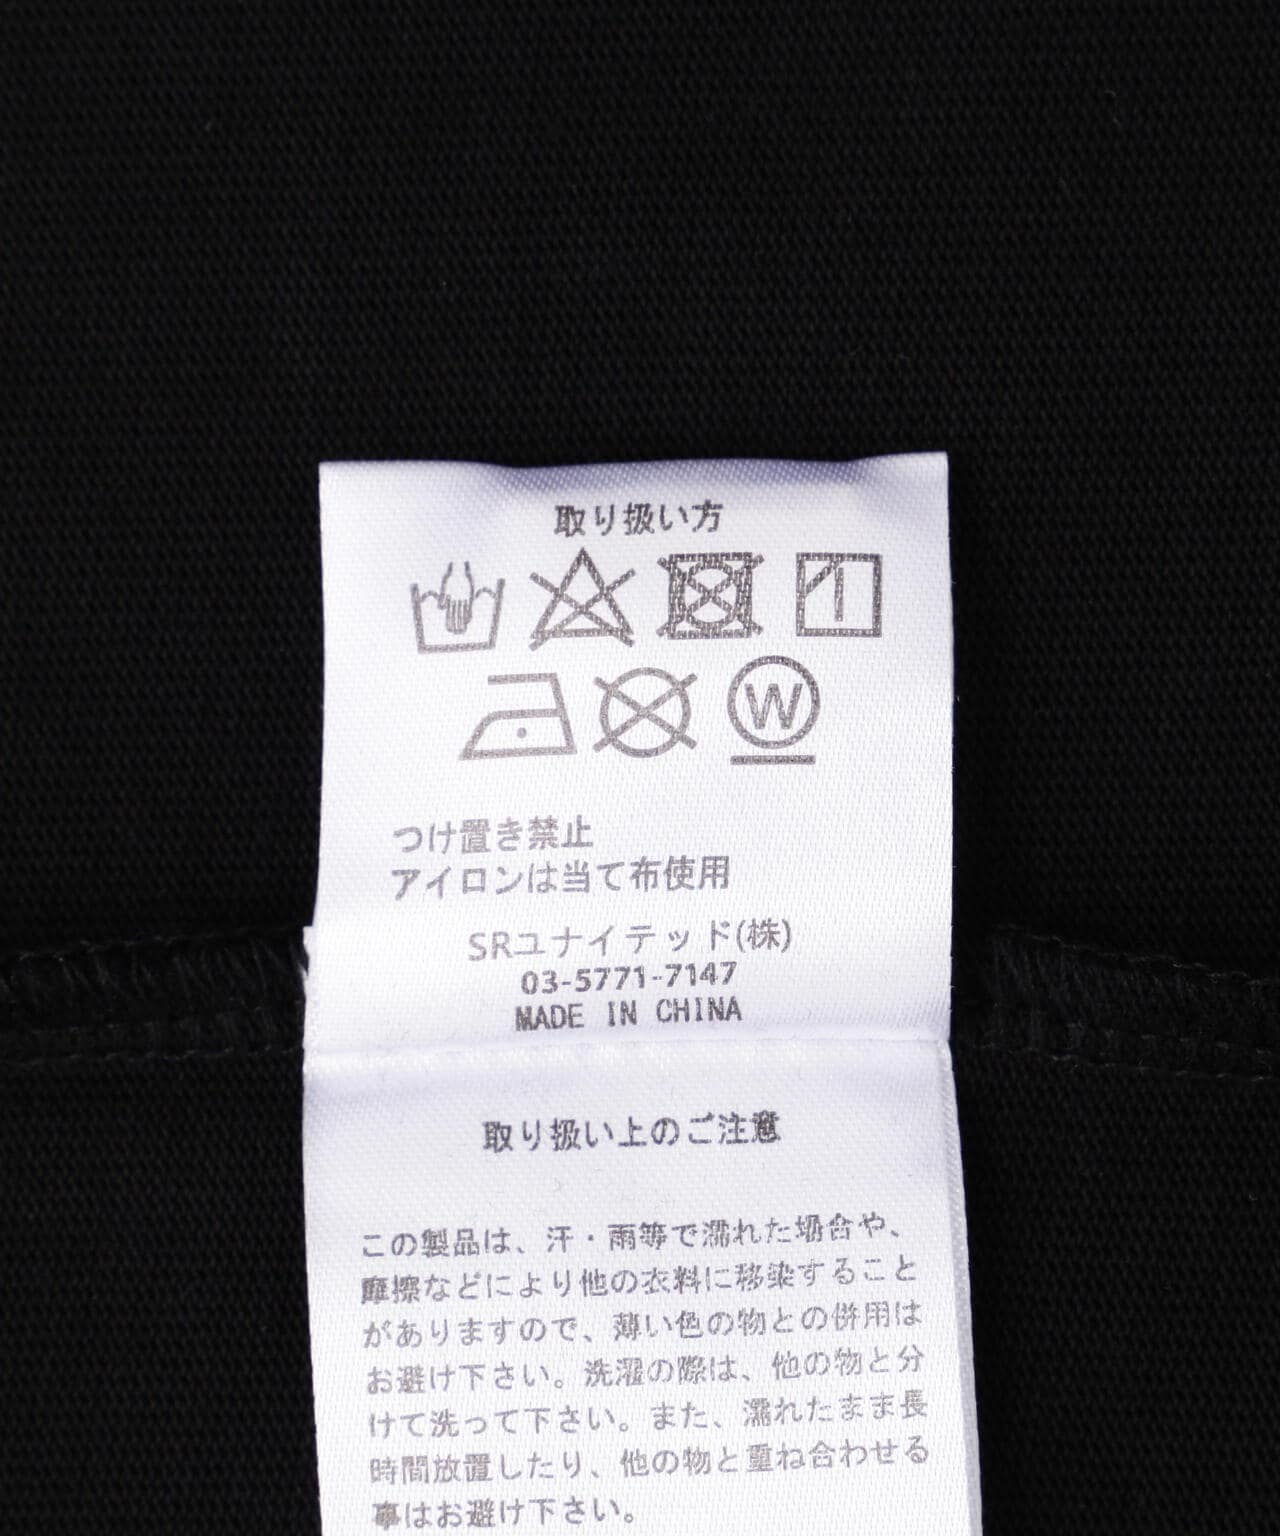 取り扱い方
W
つけ置き禁止
アイロンは当て布使用
SRユナイテッド(株)
03-5771-7147
MADE IN CHINA
取り扱い上のご注意
この製品は、汗・雨等で濡れた場合や、
摩擦などにより他の衣料に移染すること
がありますので、薄い色の物との併用は
お避け下さい。洗濯の際は、他の物と分
けて洗って下さい。また、濡れたまま長
時間放置したり、他の物と重ね合わせる
事はお避け下さい。